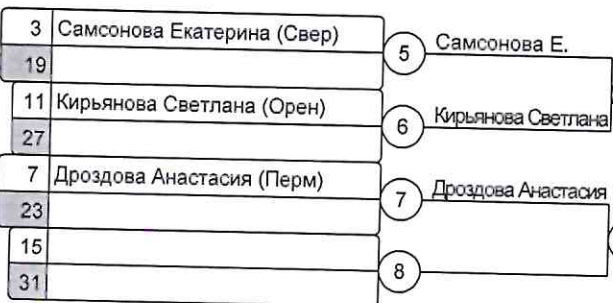 3 Самсонова Екатерина (Свер)
5 Самсонова Е.
19
11 Кирьянова Светлана (Орен)
6 Кирьянова Светлана
27
7 Дроздова Анастасия (Перм)
7 Дроздова Анастасия
23
15
8
31